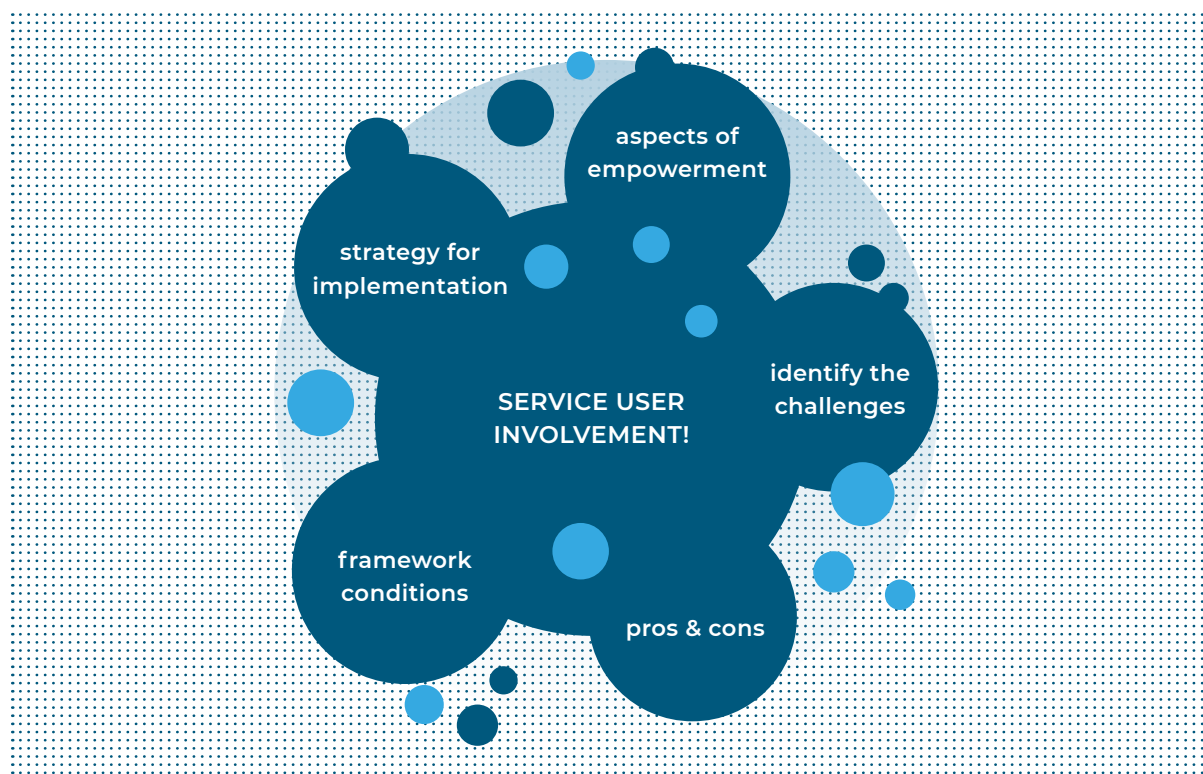 aspects of
empowerment
strategy for
implementation
identify the
challenges
SERVICE USER
INVOLVEMENT!
framework
conditions
pros & cons